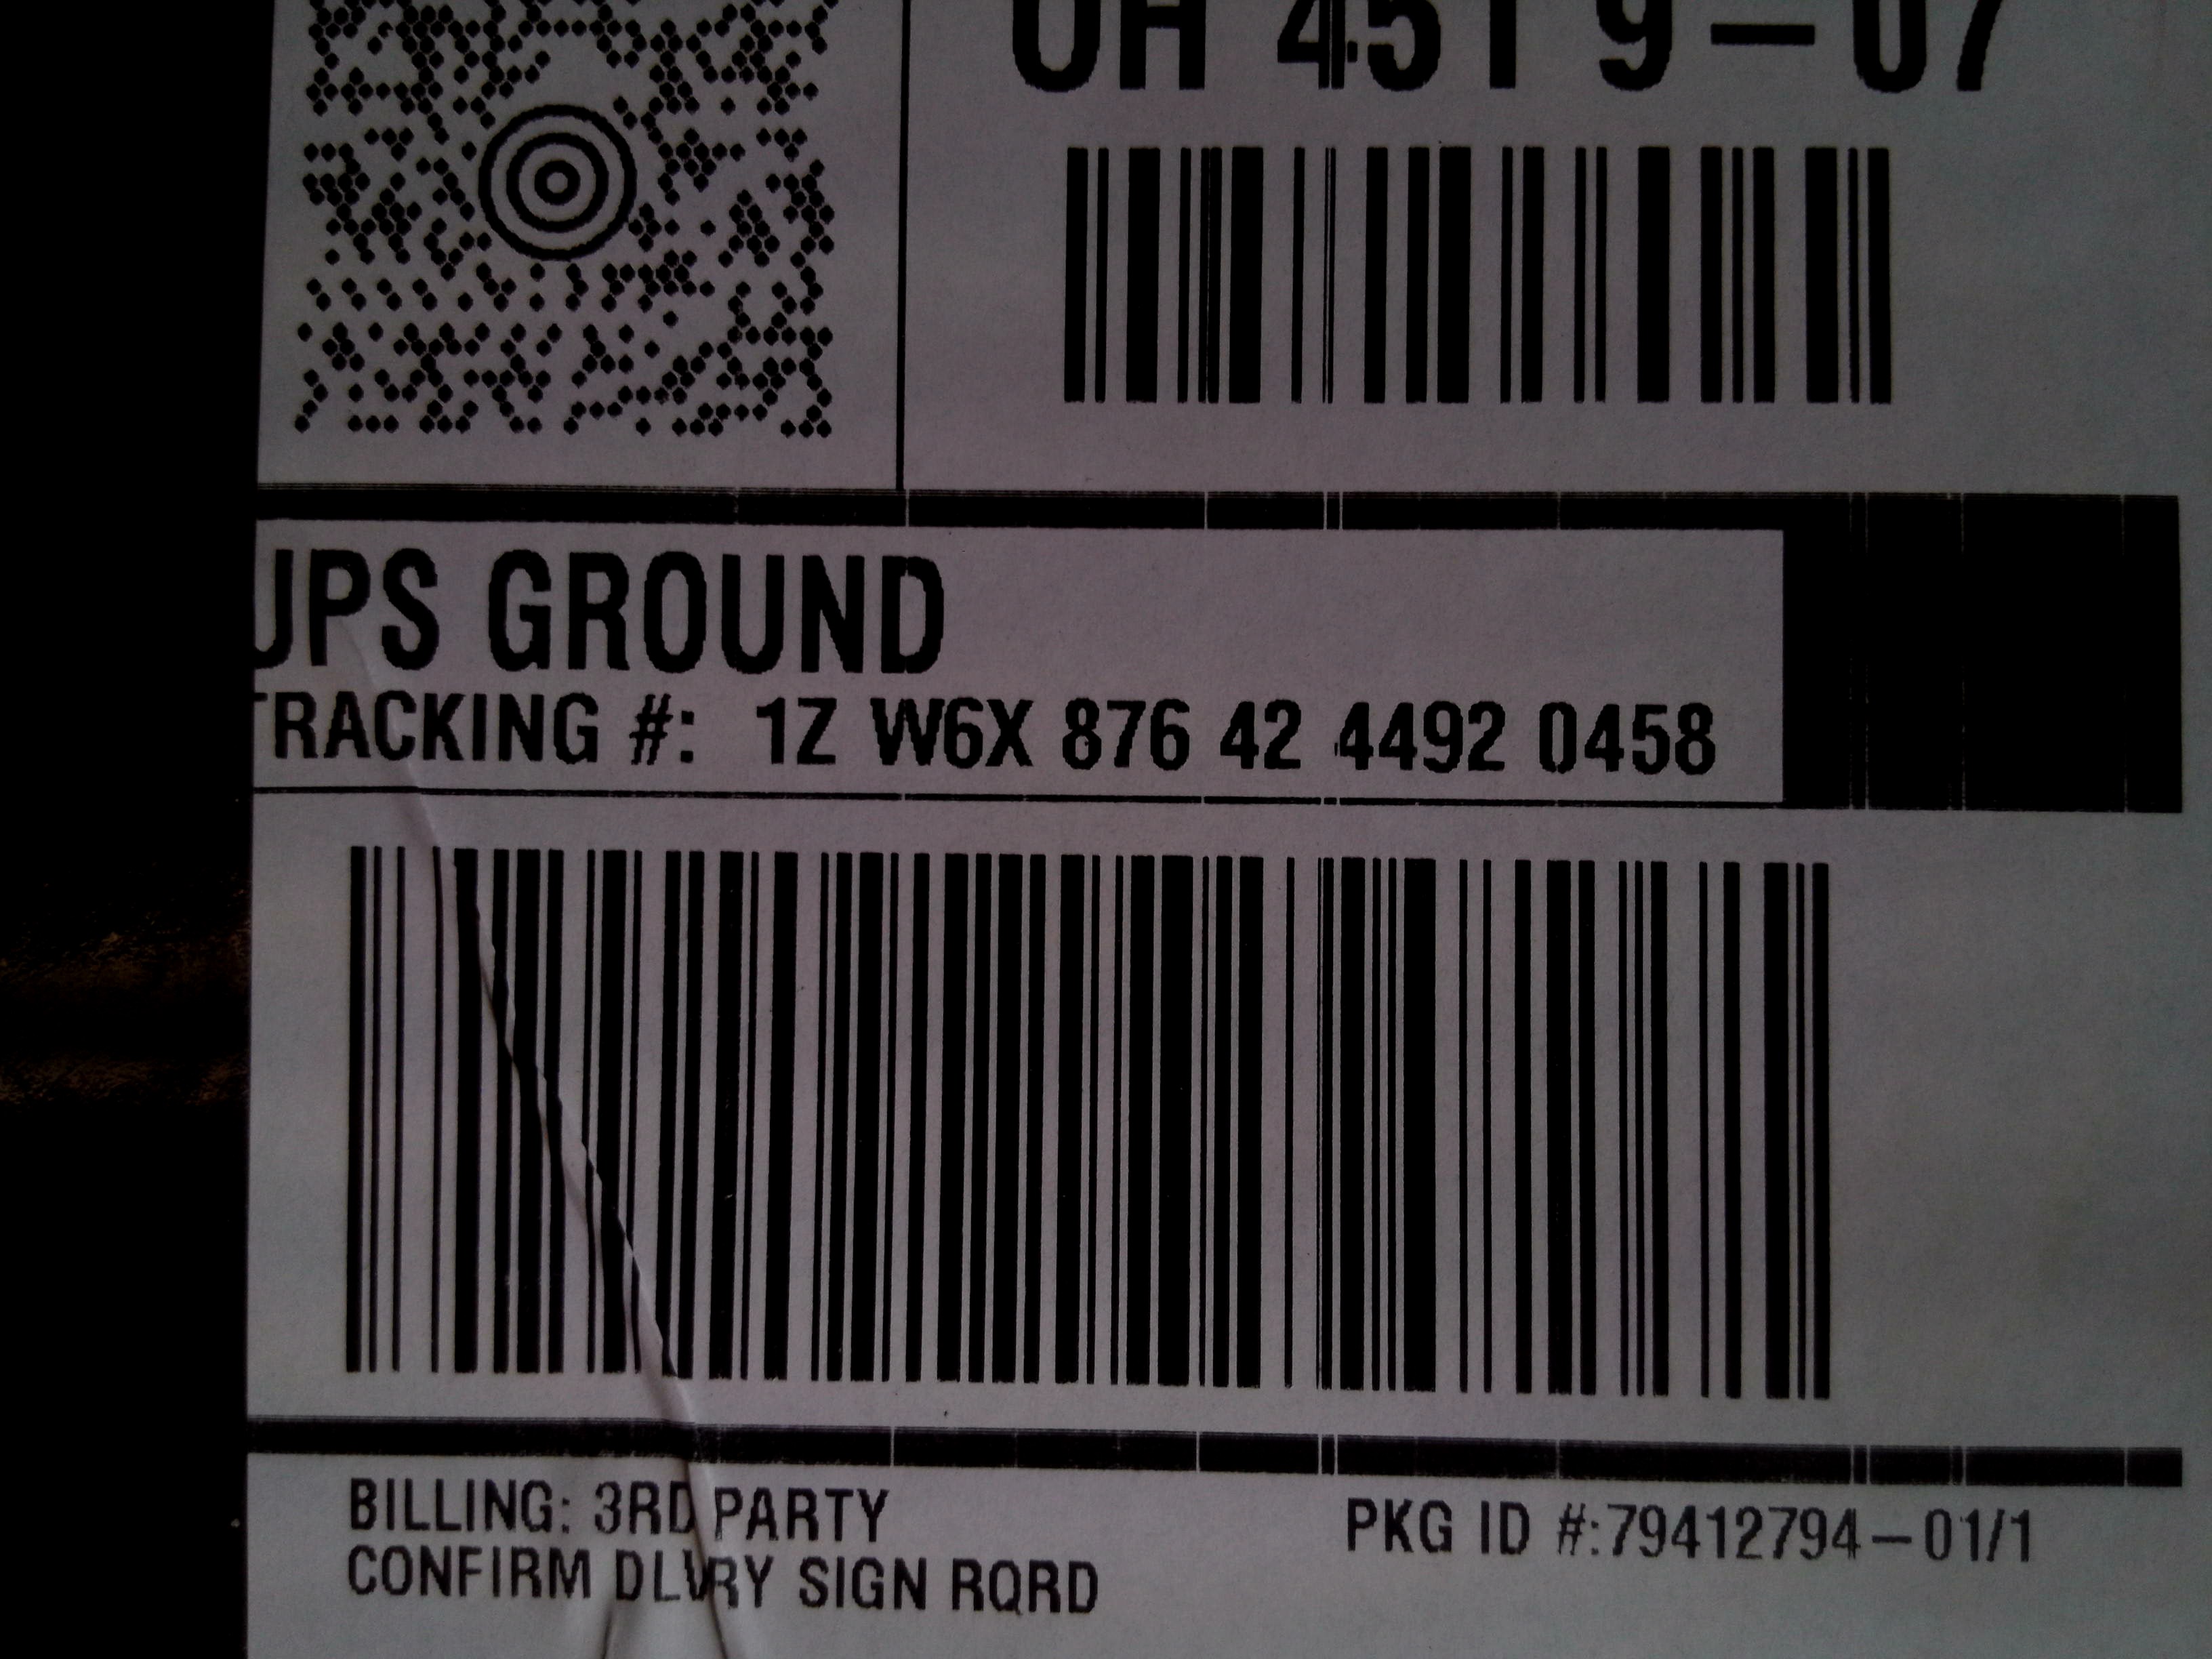 OH 451 9-07
UPS GROUND
TRACKING #: 1Z W6X 876 42 4492 0458
BILLING: 3RD PARTY
CONFIRM DLVRY SIGN RQRD
PKG ID #:79412794-01/1